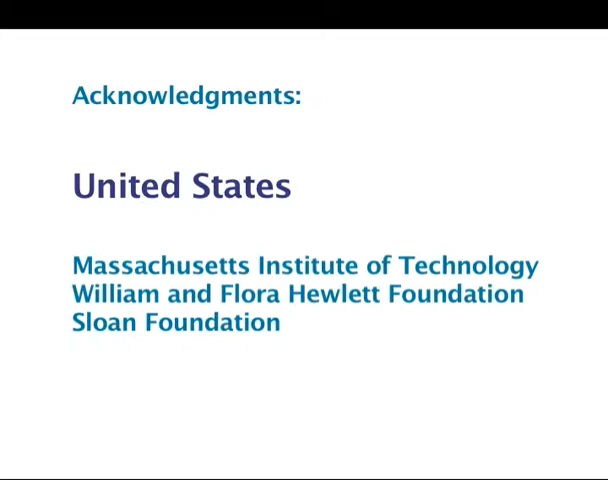 Acknowledgments:
United States
Massachusetts Institute of Technology
William and Flora Hewlett Foundation
Sloan Foundation